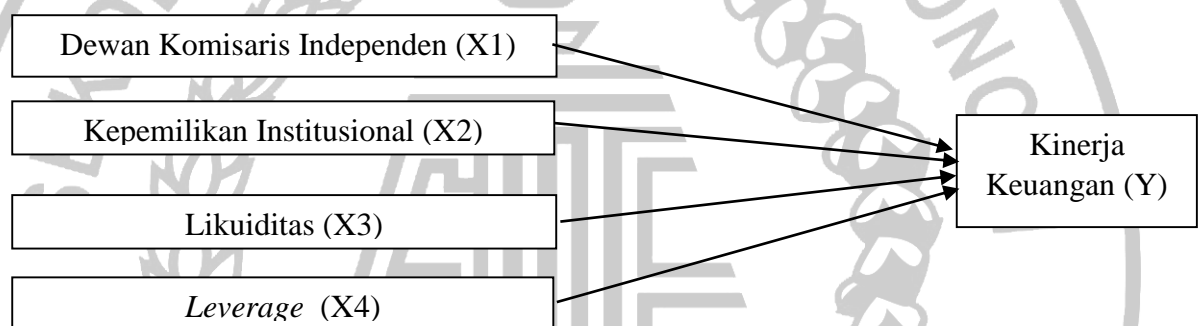 Dewan Komisaris Independen (X1)
Kepemilikan Institusional (X2)
Kinerja
Keuangan (Y)
Likuiditas (X3)
Leverage (X4)